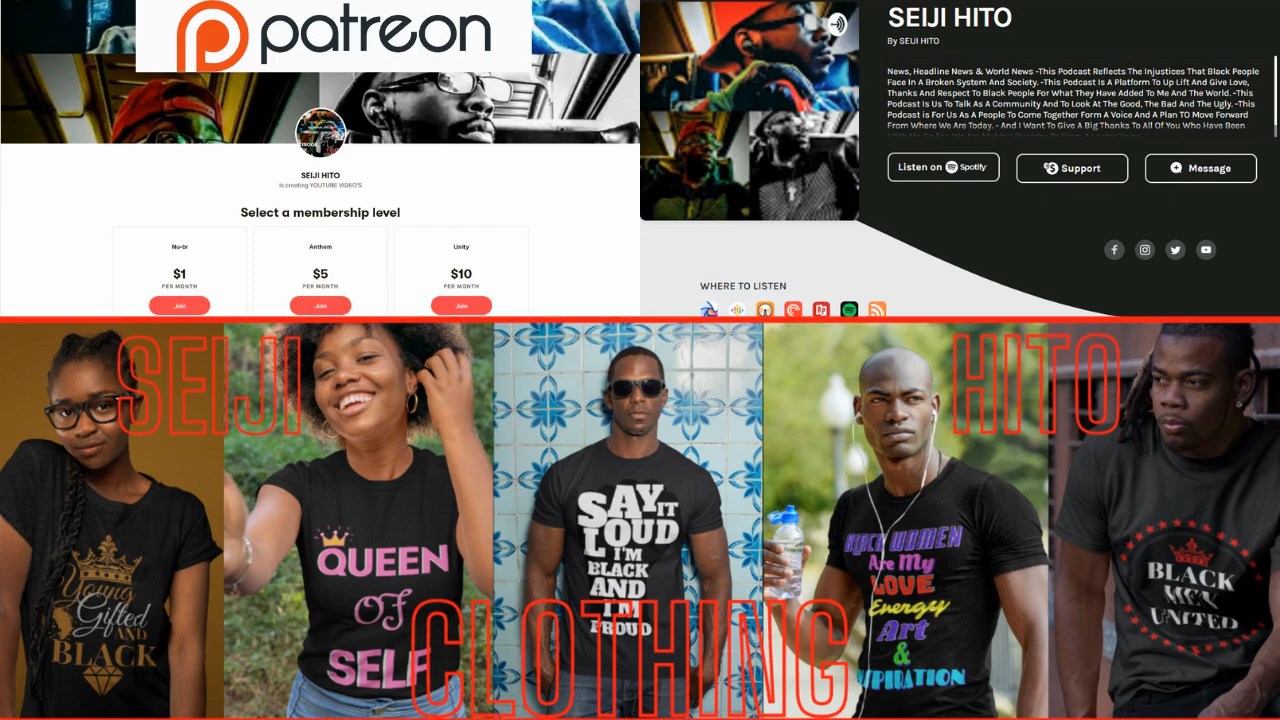 patreon
SEIJI HITO
is creating YOUTUBE VIDEO'S
Select a membership level
Nu-bi
$1
PER MONTH
Join
Anthem
$5
PER MONTH
Join
Unity
$10
PER MONTH
Join
SEIJI HITO
By SEIJI HITO
News, Headline News & World News -This Podcast Reflects The Injustices That Black People
Face In A Broken System And Society. -This Podcast Is A Platform To Up Lift And Give Love,
Thanks And Respect To Black People For What They Have Added To Me And The World. -This
Podcast Is Us To Talk As A Community And To Look At The Good, The Bad And The Ugly. -This
Podcast is For Us As A People To Come Together Form A Voice And A Plan TO Move Forward
From Where We Are Today. - And I Want To Give A Big Thanks To All Of You Who Have Been
Listen on Spotify
Support
Message
WHERE TO LISTEN
SEIJI
HITO
CLOTHING
Young
Gifted
AND
BLACK
QUEEN
OF
SELF
SAY IT
LOUD
I'M
BLACK
AND
I'M
PROUD
BLACK WOMEN
Are My
LOVE
Energy
Art
&
INSPIRATION
BLACK
MEN
UNITED